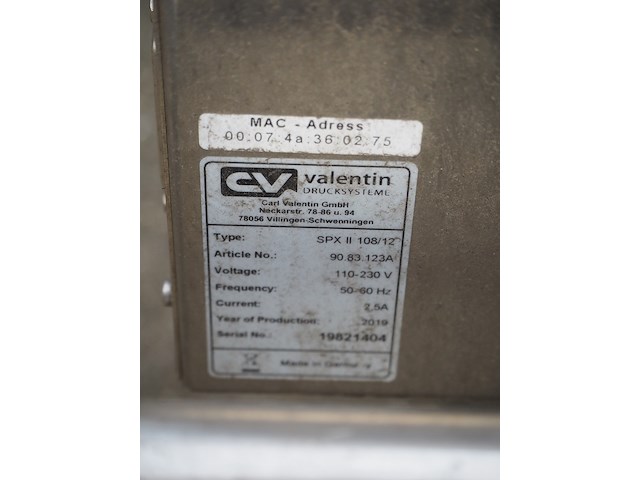 MAC - Adress
00:07:4a:36:02:75
CV valentin
DRUCKSYSTEME
Carl Valentin GmbH
Neckarstr. 78-86 u. 94
78056 Villingen-Schwenningen
Type: SPX II 108/12
Article No.: 90.83.123A
Voltage: 110-230 V
Frequency: 50-60 Hz
Current: 2.5A
Year of Production: 2019
Serial No.: 19821404
Made in Germany